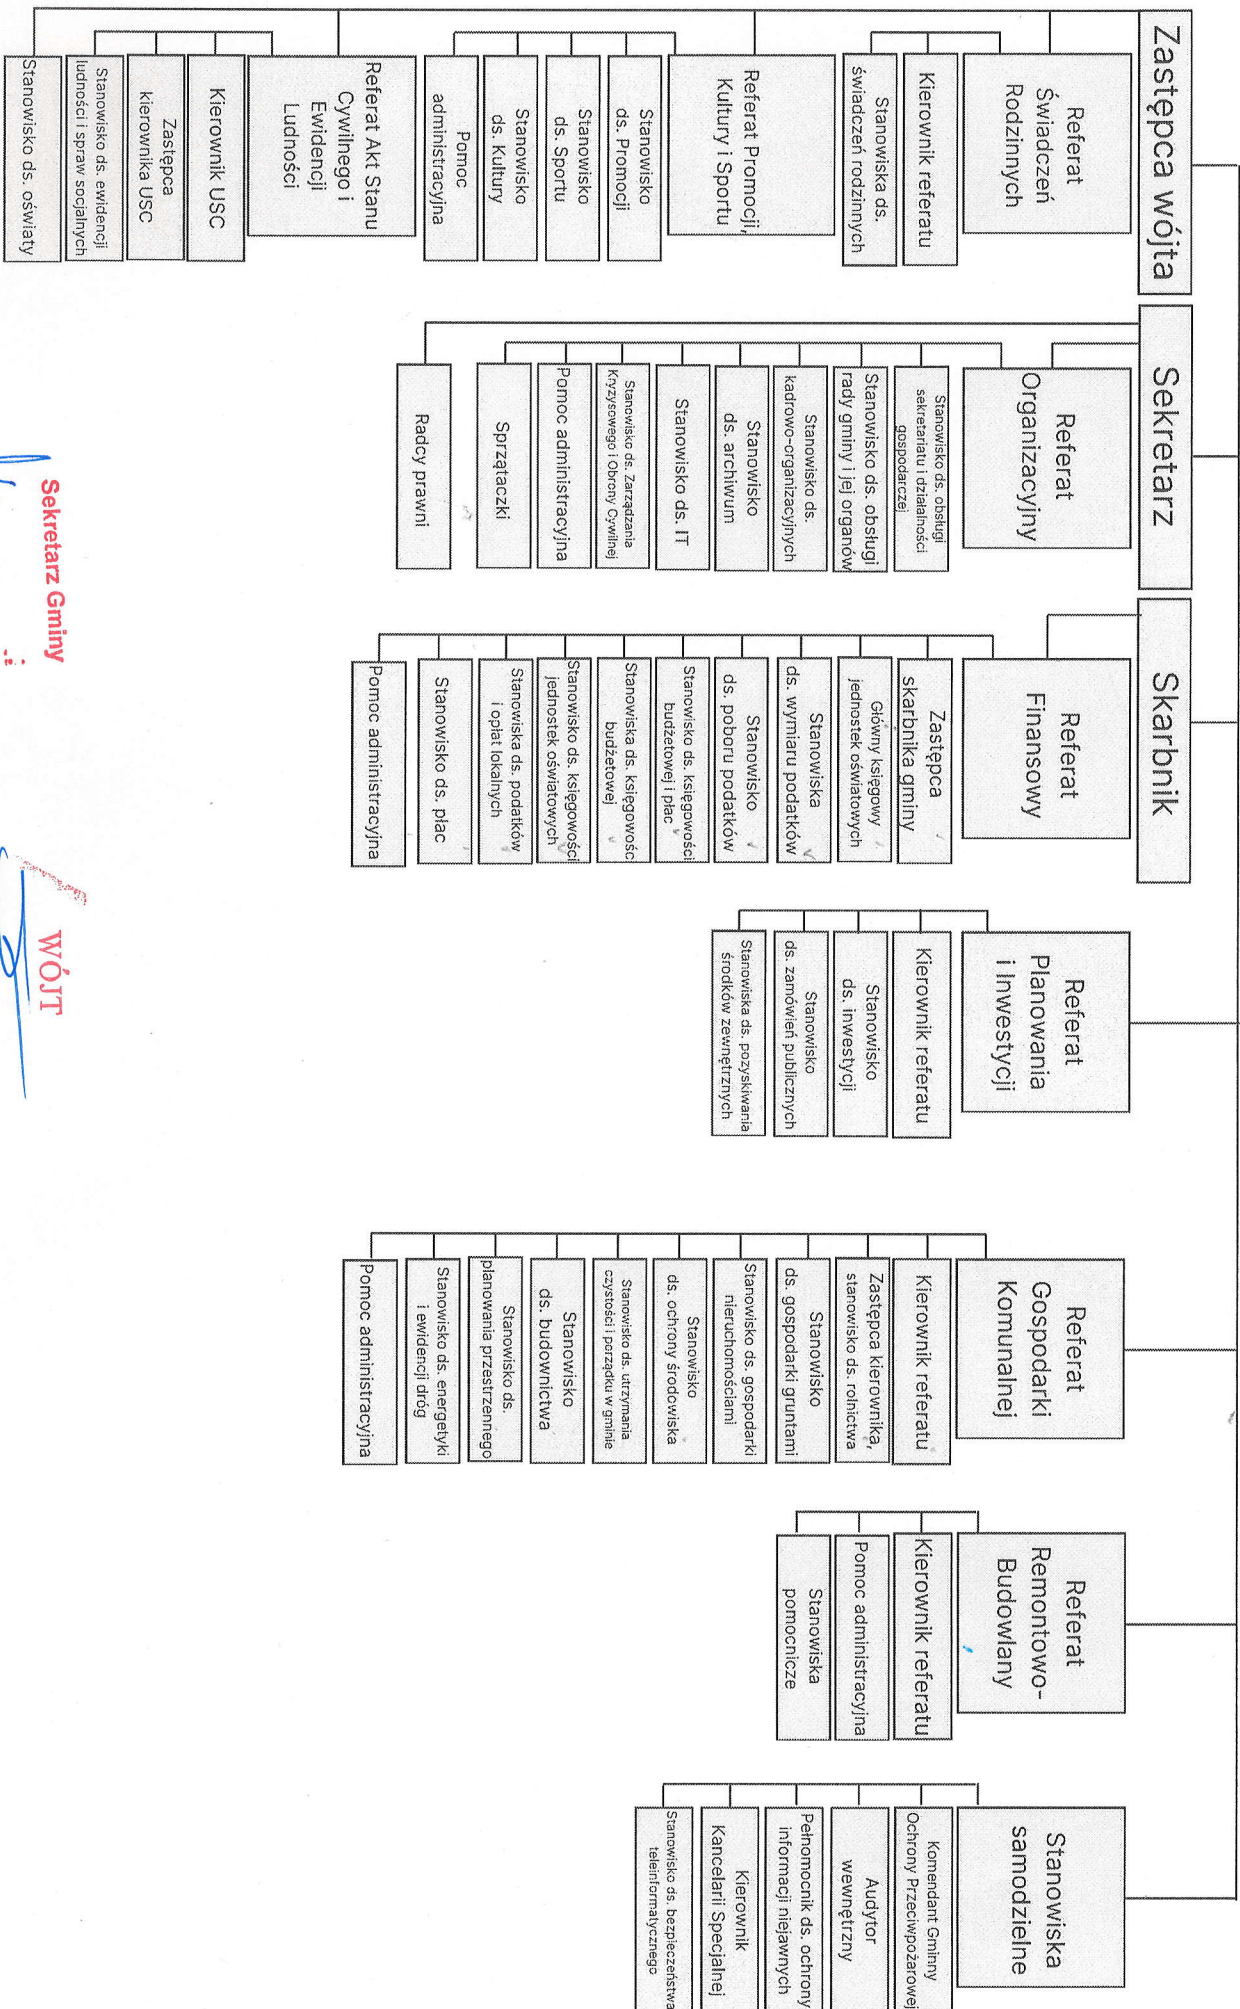 Zastępca wójta
Referat
Świadczeń
Rodzinnych
Kierownik referatu
Stanowiska ds.
świadczeń rodzinnych
Referat Promocji,
Kultury i Sportu
Stanowisko
ds. Promocji
Stanowisko
ds. Sportu
Stanowisko
ds. Kultury
Pomoc
administracyjna
Referat Akt Stanu
Cywilnego i
Ewidencji
Ludności
Kierownik USC
Zastępca
kierownika USC
Stanowisko ds. ewidencji
ludności i spraw socjalnych
Stanowisko ds. oświaty
Sekretarz
Referat
Organizacyjny
Stanowisko ds. obsługi
sekretariatu i działalności
gospodarczej
Stanowisko ds. obsługi
rady gminy i jej organów
Stanowisko ds.
kadrowo-organizacyjnych
Stanowisko
ds. archiwum
Stanowisko ds. IT
Stanowisko ds. Zarządzania
Kryzysowego i Obrony Cywilnej
Pomoc administracyjna
Sprzątaczki
Radcy prawni
Skarbnik
Referat
Finansowy
Zastępca
skarbnika gminy
Główny księgowy
jednostek oświatowych
Stanowiska
ds. wymiaru podatków
Stanowisko
ds. poboru podatków
Stanowisko ds. księgowości
budżetowej i płac
Stanowiska ds. księgowośc
budżetowej
Stanowisko ds. księgowości
jednostek oświatowych
Stanowiska ds. podatków
i opłat lokalnych
Stanowisko ds. płac
Pomoc administracyjna
Referat
Planowania
i Inwestycji
Kierownik referatu
Stanowisko
ds. inwestycji
Stanowisko
ds. zamówień publicznych
Stanowiska ds. pozyskiwania
środków zewnętrznych
Referat
Gospodarki
Komunalnej
Kierownik referatu
Zastępca kierownika,
stanowisko ds. rolnictwa
Stanowisko
ds. gospodarki gruntami
Stanowisko ds. gospodarki
nieruchomościami
Stanowisko
ds. ochrony środowiska
Stanowisko ds. utrzymania
czystości i porządku w gminie
Stanowisko
ds. budownictwa
Stanowisko ds.
planowania przestrzennego
Stanowisko ds. energetyki
i ewidencji dróg
Pomoc administracyjna
Referat
Remontowo-
Budowlany
Kierownik referatu
Pomoc administracyjna
Stanowiska
pomocnicze
Stanowiska
samodzielne
Komendant Gminny
Ochrony Przeciwpożarowej
Audytor
wewnętrzny
Pełnomocnik ds. ochrony
informacji niejawnych
Kierownik
Kancelarii Specjalnej
Stanowisko ds. bezpieczeństwa
teleinformatycznego
Sekretarz Gminy
WÓJT